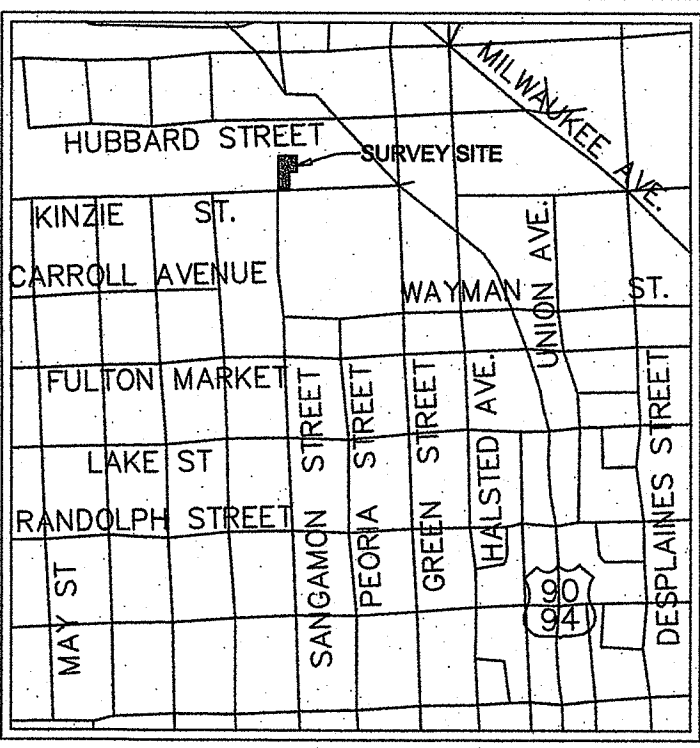 MILWAUKEE AVE.
HUBBARD STREET
SURVEY SITE
KINZIE ST.
UNION AVE.
CARROLL AVENUE
WAYMAN ST.
FULTON MARKET
SANGAMON STREET
PEORIA STREET
GREEN STREET
HALSTED AVE.
DESPLAINES STREET
LAKE ST
RANDOLPH STREET
MAY ST
90
94